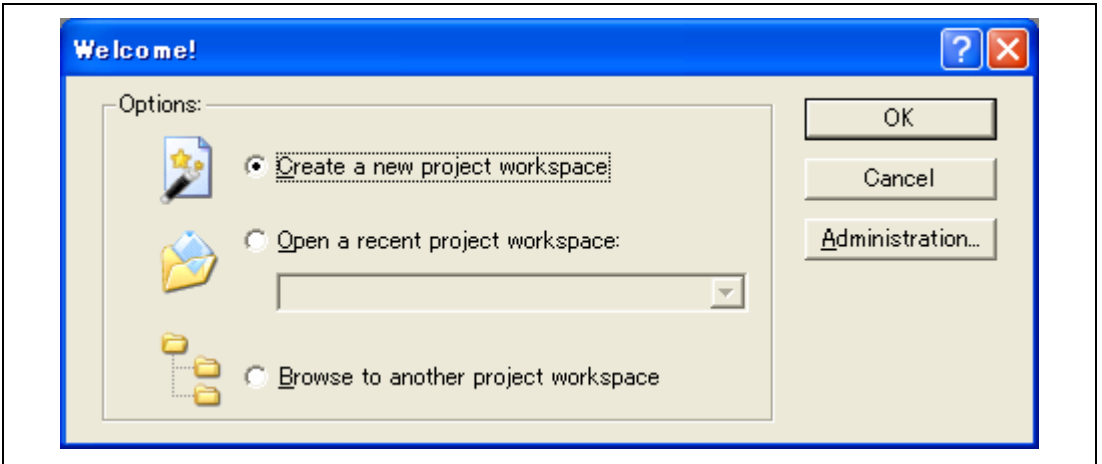 Welcome!
Options:
Create a new project workspace
Open a recent project workspace:
Browse to another project workspace
OK
Cancel
Administration...